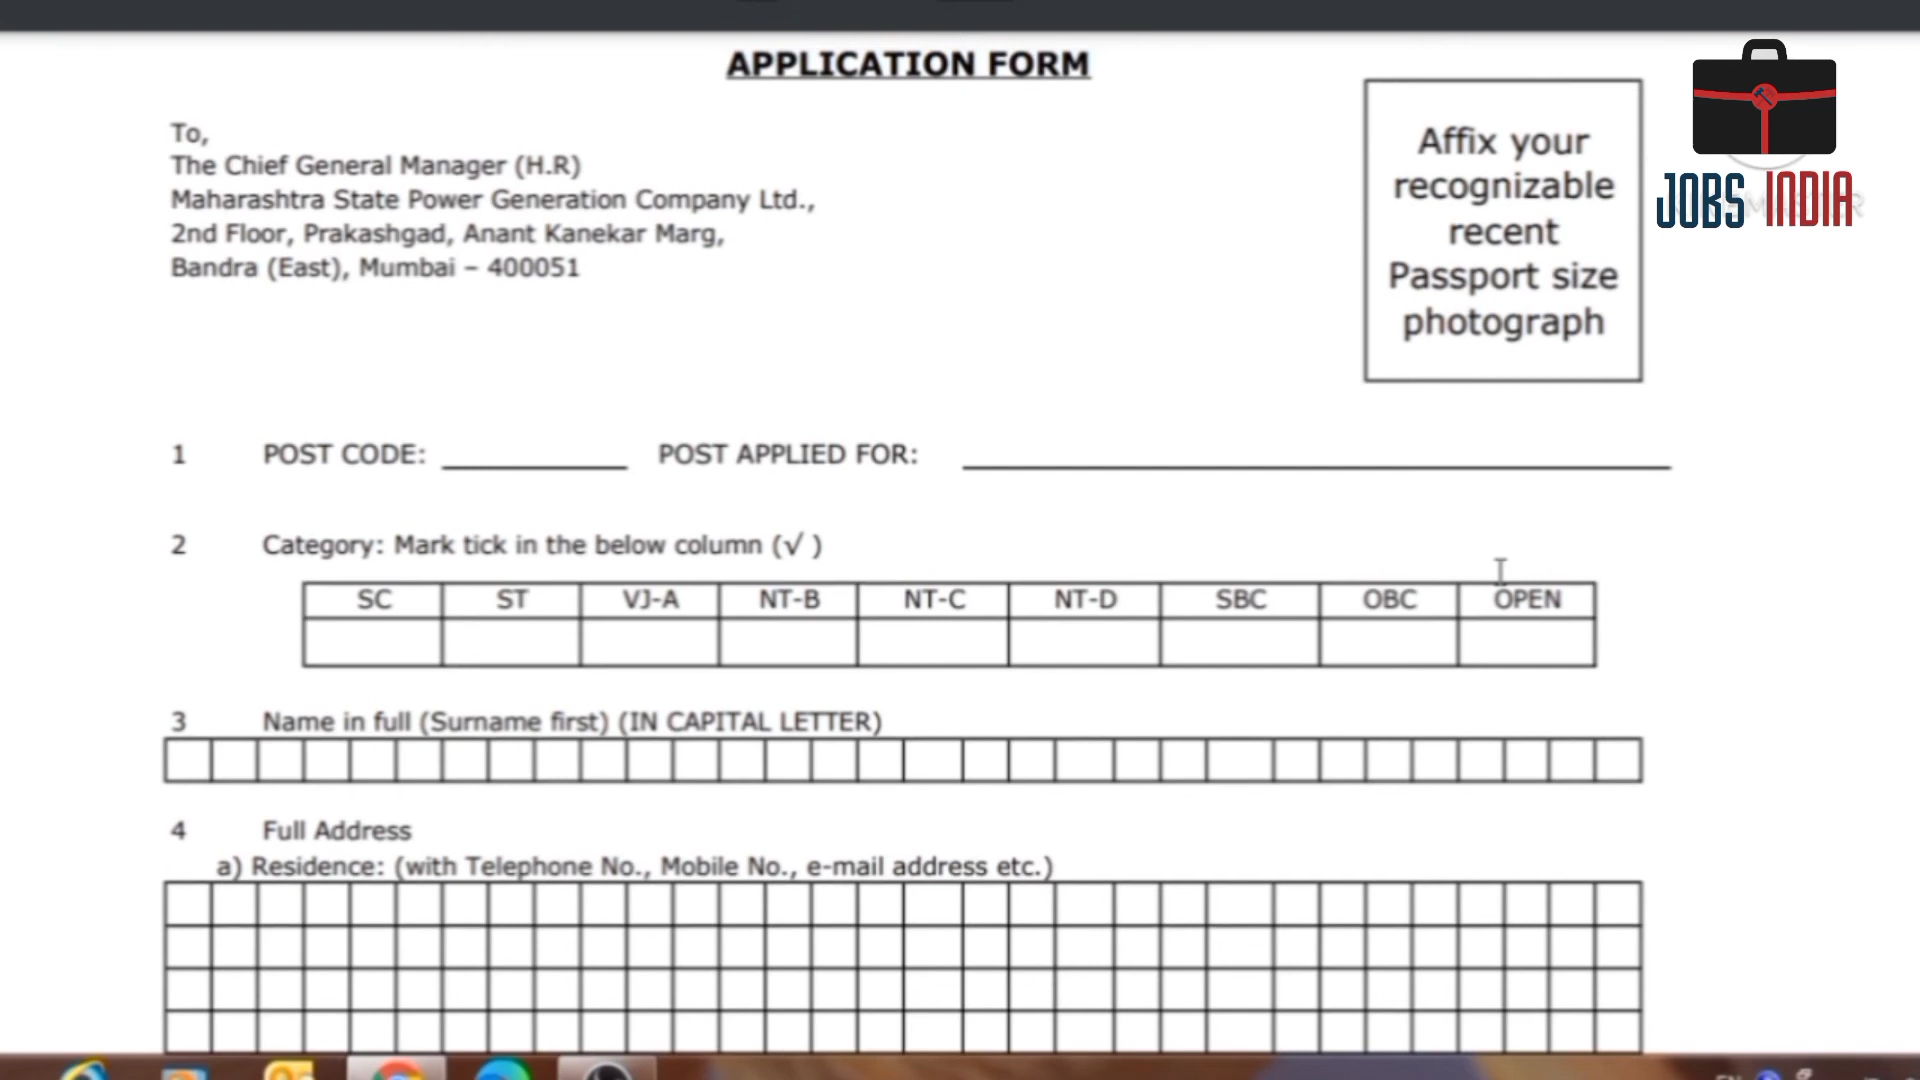 APPLICATION FORM
To,
The Chief General Manager (H.R)
Maharashtra State Power Generation Company Ltd.,
2nd Floor, Prakashgad, Anant Kanekar Marg,
Bandra (East), Mumbai – 400051
Affix your
recognizable
recent
Passport size
photograph
JOBS INDIA
1 POST CODE: ____________ POST APPLIED FOR: ____________
2 Category: Mark tick in the below column (√ )
SC ST VJ-A NT-B NT-C NT-D SBC OBC OPEN
3 Name in full (Surname first) (IN CAPITAL LETTER)
4 Full Address
a) Residence: (with Telephone No., Mobile No., e-mail address etc.)